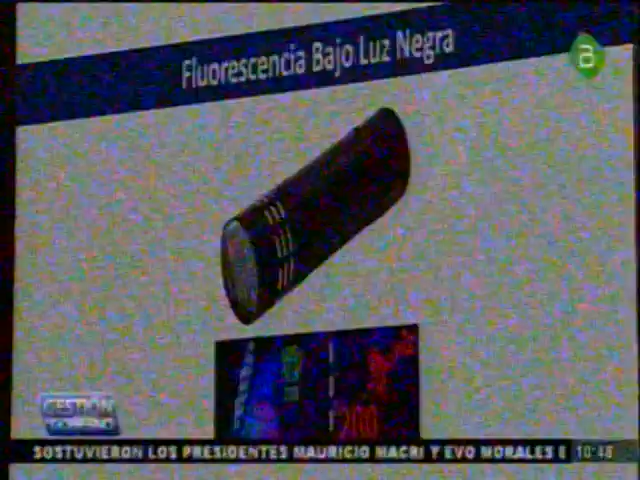 Fluorescencia Bajo Luz Negra
a
GESTIÓN
200
SOSTUVIERON LOS PRESIDENTES MAURICIO MACRI Y EVO MORALES E
10:48